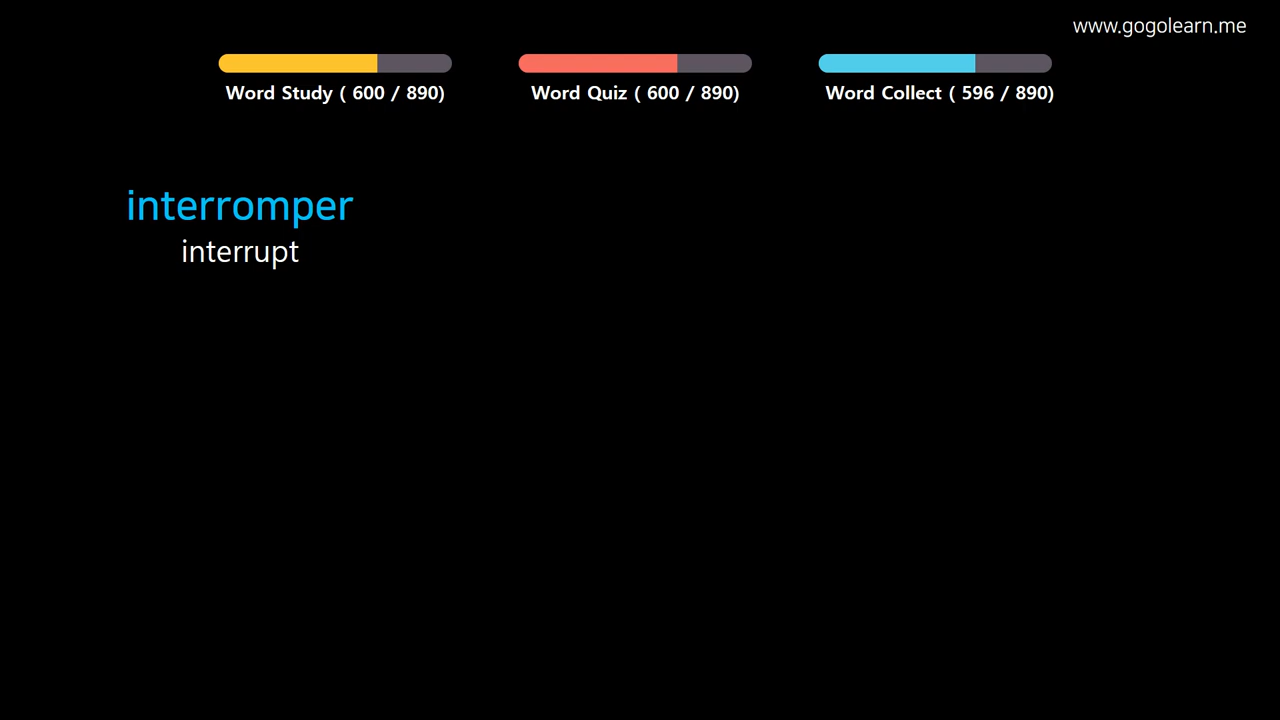 www.gogolearn.me
Word Study ( 600 / 890)
Word Quiz ( 600 / 890)
Word Collect ( 596 / 890)
interromper
interrupt